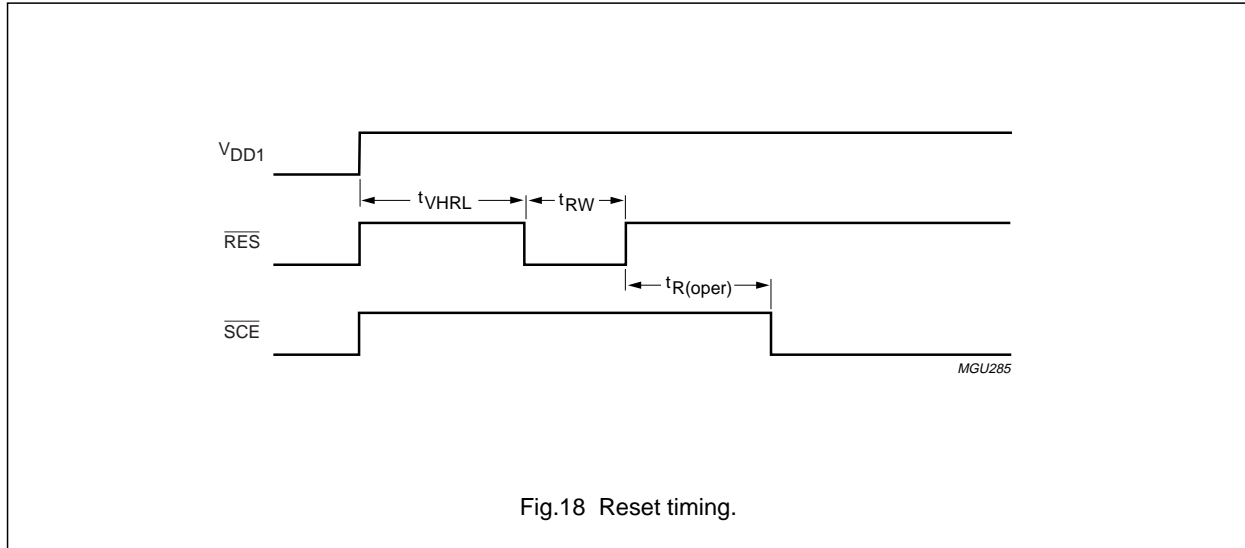 VDD1
tVHRL
tRW
RES
tR(oper)
SCE
MGU285
Fig.18 Reset timing.